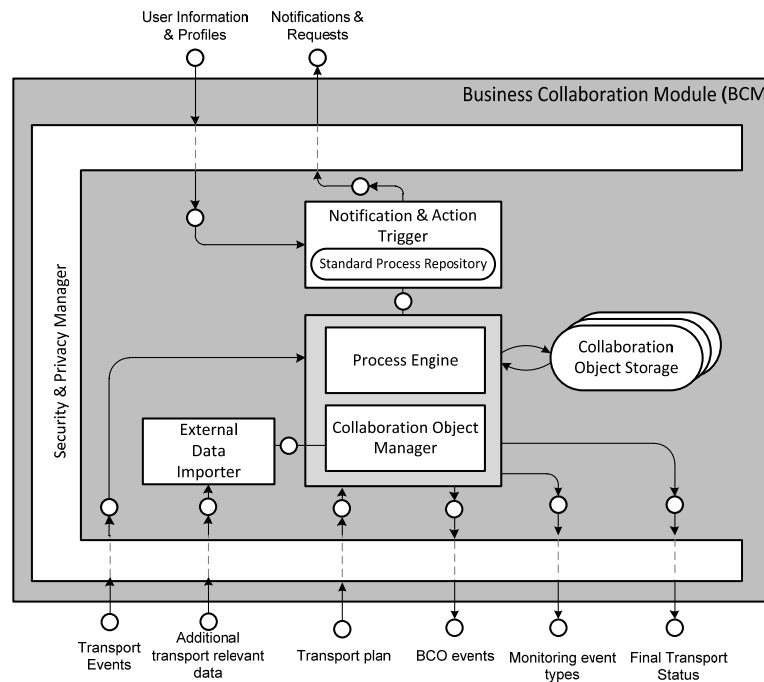 User Information
& Profiles
Notifications &
Requests
Business Collaboration Module (BCM
Security & Privacy Manager
Notification & Action
Trigger
Standard Process Repository
Process Engine
Collaboration Object
Storage
External
Data
Importer
Collaboration Object
Manager
Transport
Events
Additional
transport relevant
data
Transport plan
BCO events
Monitoring event
types
Final Transport
Status